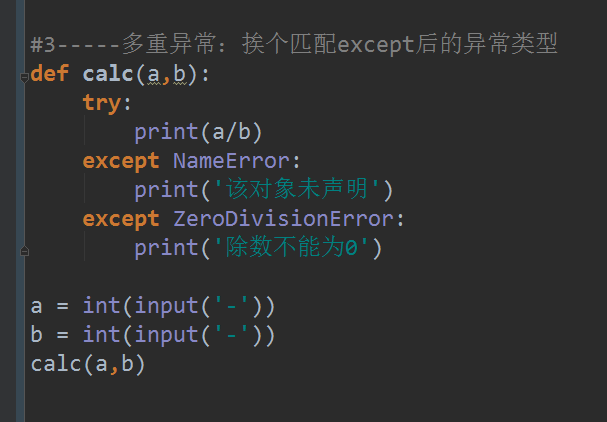 #3-----多重异常：挨个匹配except后的异常类型
def calc(a,b):
    try:
        print(a/b)
    except NameError:
        print('该对象未声明')
    except ZeroDivisionError:
        print('除数不能为0')
a = int(input('-'))
b = int(input('-'))
calc(a,b)